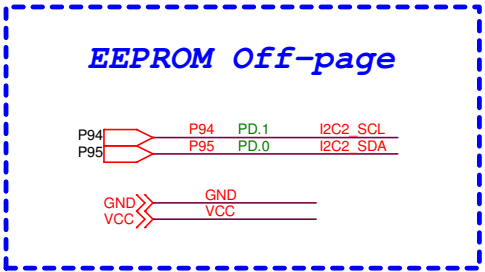 EEPROM Off-page
P94 P94 PD.1 I2C2_SCL
P95 P95 PD.0 I2C2_SDA
GND GND
VCC VCC